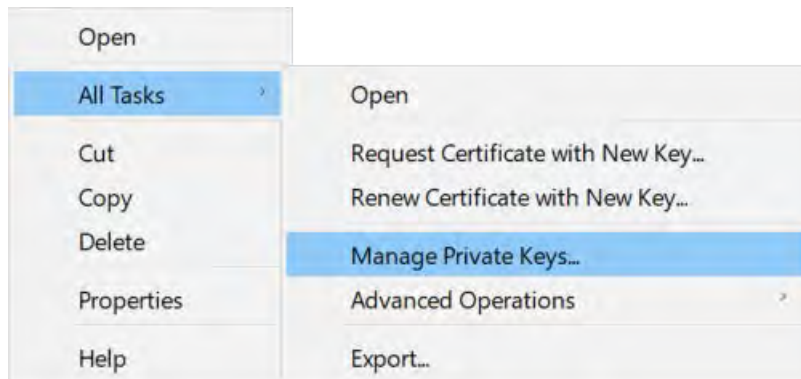 Open
All Tasks
Cut
Copy
Delete
Properties
Help
Open
Request Certificate with New Key...
Renew Certificate with New Key...
Manage Private Keys...
Advanced Operations
Export...